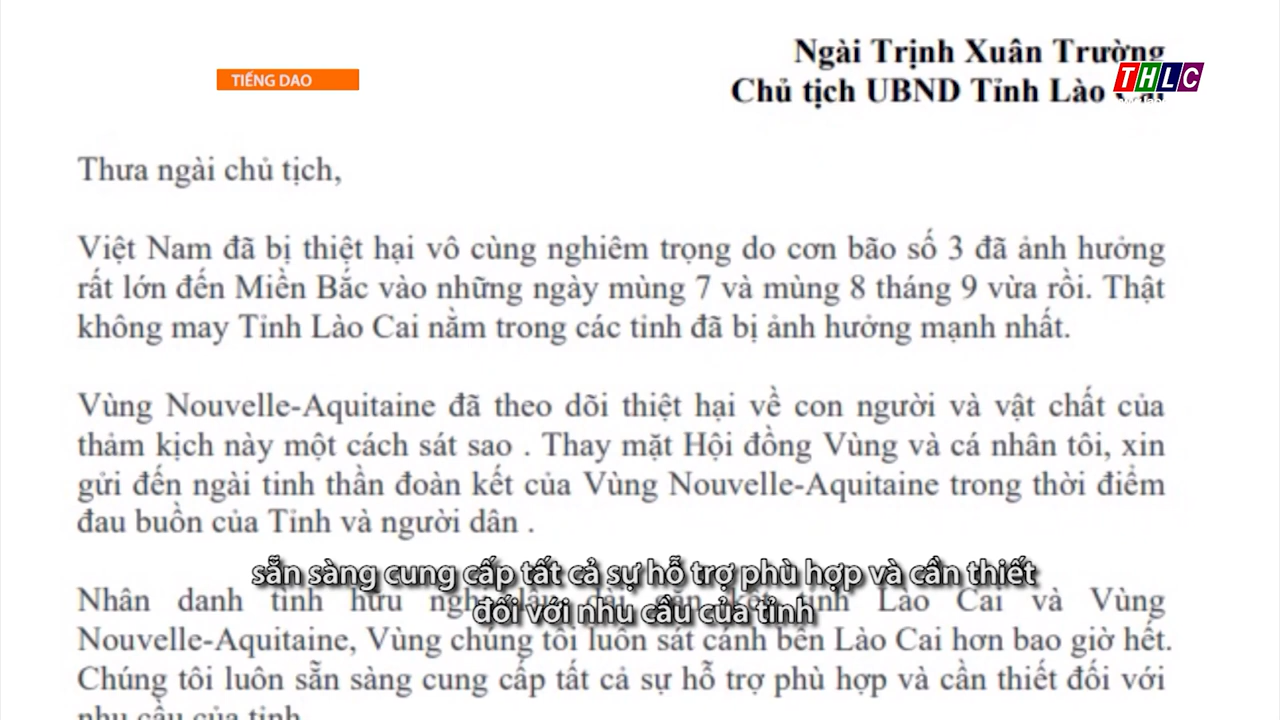 Ngài Trịnh Xuân Trường
TIẾNG DAO
THLC
Chủ tịch UBND Tỉnh Lào Cai
Thưa ngài chủ tịch,
Việt Nam đã bị thiệt hại vô cùng nghiêm trọng do cơn bão số 3 đã ảnh hưởng
rất lớn đến Miền Bắc vào những ngày mùng 7 và mùng 8 tháng 9 vừa rồi. Thật
không may Tỉnh Lào Cai nằm trong các tỉnh đã bị ảnh hưởng mạnh nhất.
Vùng Nouvelle-Aquitaine đã theo dõi thiệt hại về con người và vật chất của
thảm kịch này một cách sát sao . Thay mặt Hội đồng Vùng và cá nhân tôi, xin
gửi đến ngài tinh thần đoàn kết của Vùng Nouvelle-Aquitaine trong thời điểm
đau buồn của Tỉnh và người dân .
sẵn sàng cung cấp tất cả sự hỗ trợ phù hợp và cần thiết
đối với nhu cầu của tỉnh
Nhân danh tình hữu nghị Lào Cai và Vùng
Nouvelle-Aquitaine, Vùng chúng tôi luôn sát cánh bên Lào Cai hơn bao giờ hết.
Chúng tôi luôn sẵn sàng cung cấp tất cả sự hỗ trợ phù hợp và cần thiết đối với
nhu cầu của tỉnh